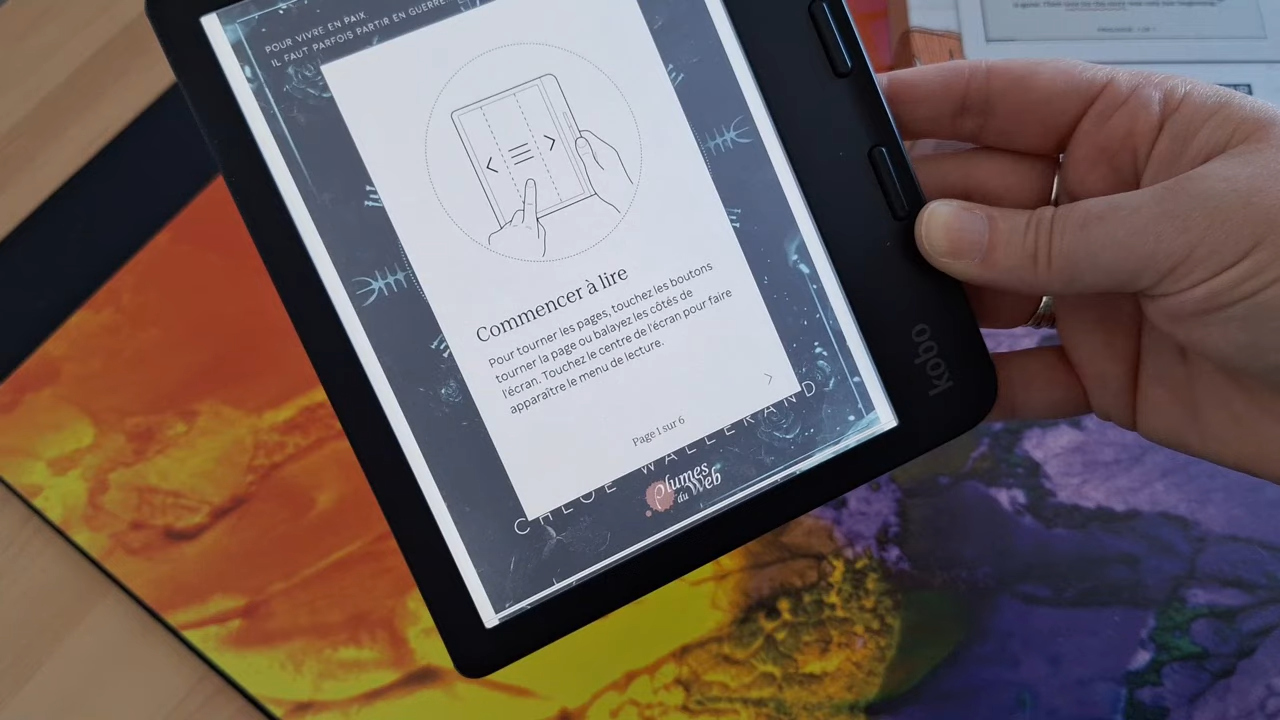 POUR VIVRE EN PAIX,
IL FAUT PARFOIS PARTIR EN GUERRE
Commencer à lire
Pour tourner les pages, touchez les boutons
tourner la page ou balayez les côtés de
l'écran. Touchez le centre de l'écran pour faire
apparaître le menu de lecture.
Page 1 sur 6
CHLOÉ WALLERAND
Plumes
du Web
kobo